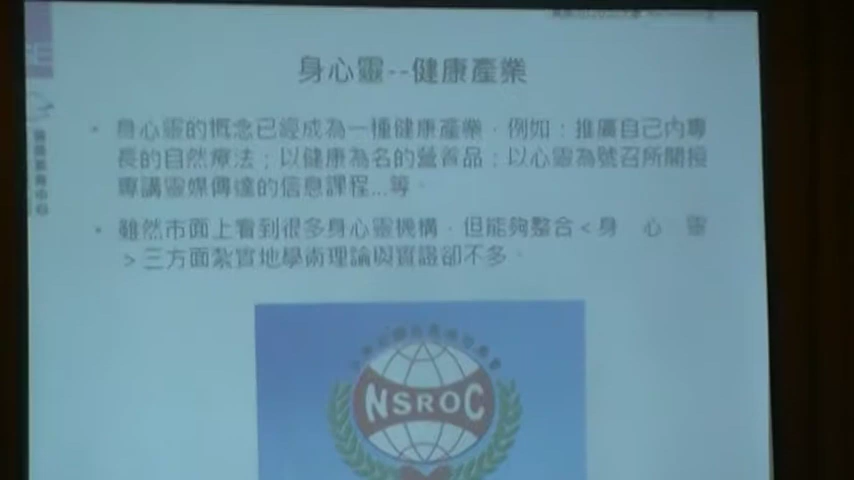 身心靈--健康產業
• 身心靈的概念已經成為一種健康產業．例如：推廣自己內專
長的自然療法；以健康為名的營養品；以心靈為號召所開授
專講靈媒傳達的信息課程...等。
• 雖然市面上看到很多身心靈機構．但能夠整合＜身 心 靈
＞三方面紮實地學術理論與實證卻不多。
NSROC